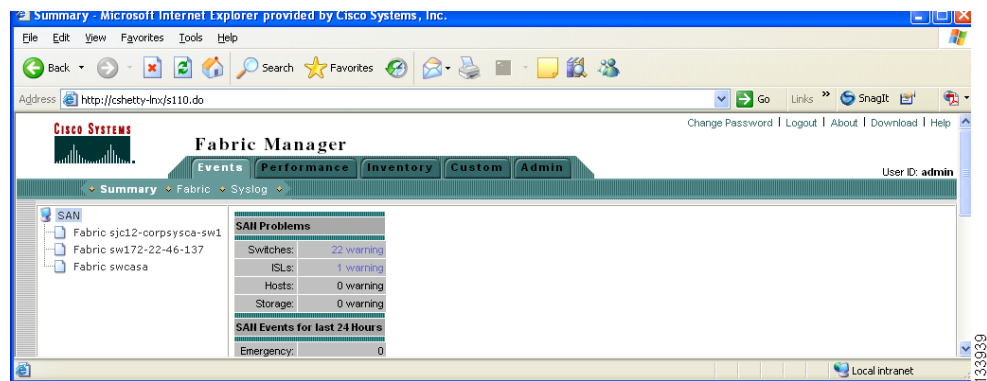 Summary - Microsoft Internet Explorer provided by Cisco Systems, Inc.
File Edit View Favorites Tools Help
Back Search Favorites
Address http://cshetty-lnx/s110.do Go Links » SnagIt
Change Password | Logout | About | Download | Help
CISCO SYSTEMS
Fabric Manager
Events Performance Inventory Custom Admin
User ID: admin
Summary Fabric Syslog
SAN
Fabric sjc12-corpsysca-sw1
Fabric sw172-22-46-137
Fabric swcasa
SAN Problems
Switches: 22 warning
ISLs: 1 warning
Hosts: 0 warning
Storage: 0 warning
SAN Events for last 24 Hours
Emergency: 0
Local intranet
133939